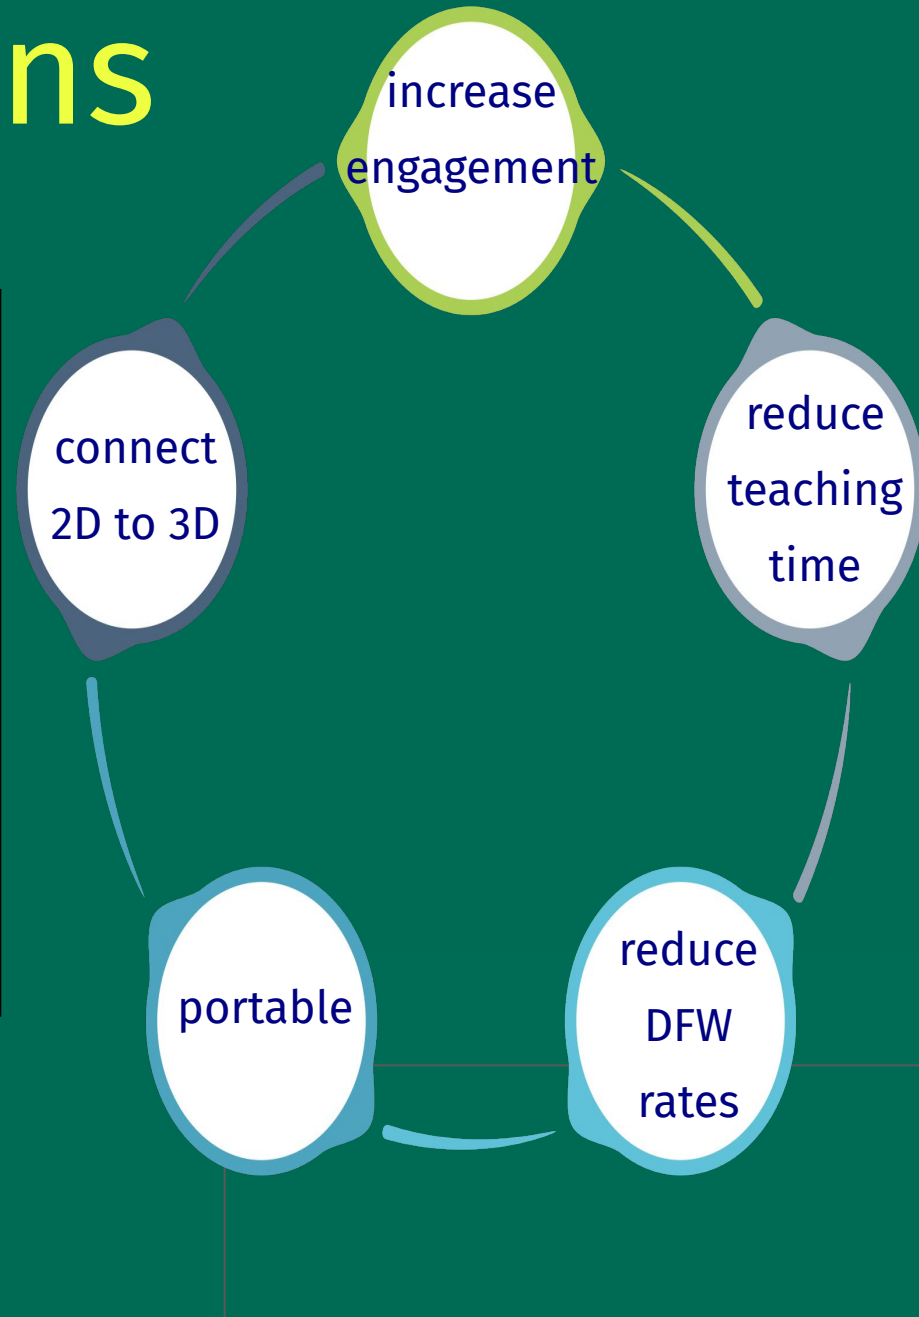 ns
increase
engagement
reduce
teaching
time
reduce
DFW
rates
portable
connect
2D to 3D